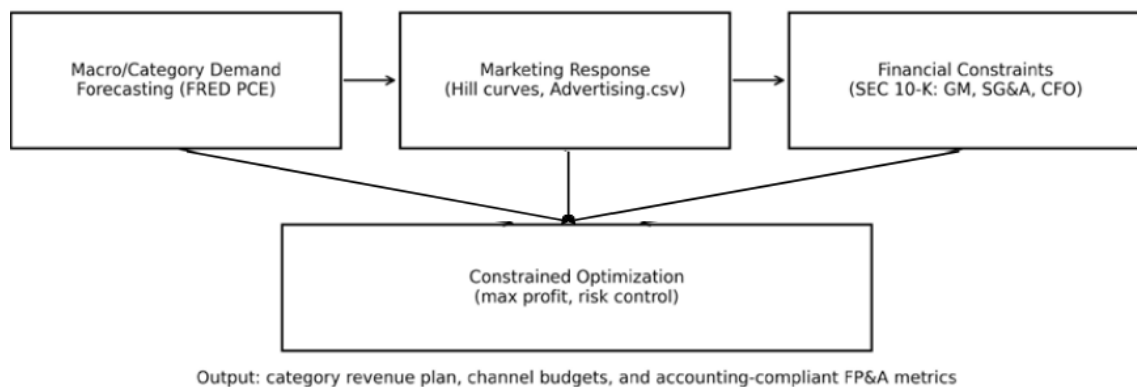 Macro/Category Demand
Forecasting (FRED PCE)
Marketing Response
(Hill curves, Advertising.csv)
Financial Constraints
(SEC 10-K: GM, SG&A, CFO)
Constrained Optimization
(max profit, risk control)
Output: category revenue plan, channel budgets, and accounting-compliant FP&A metrics